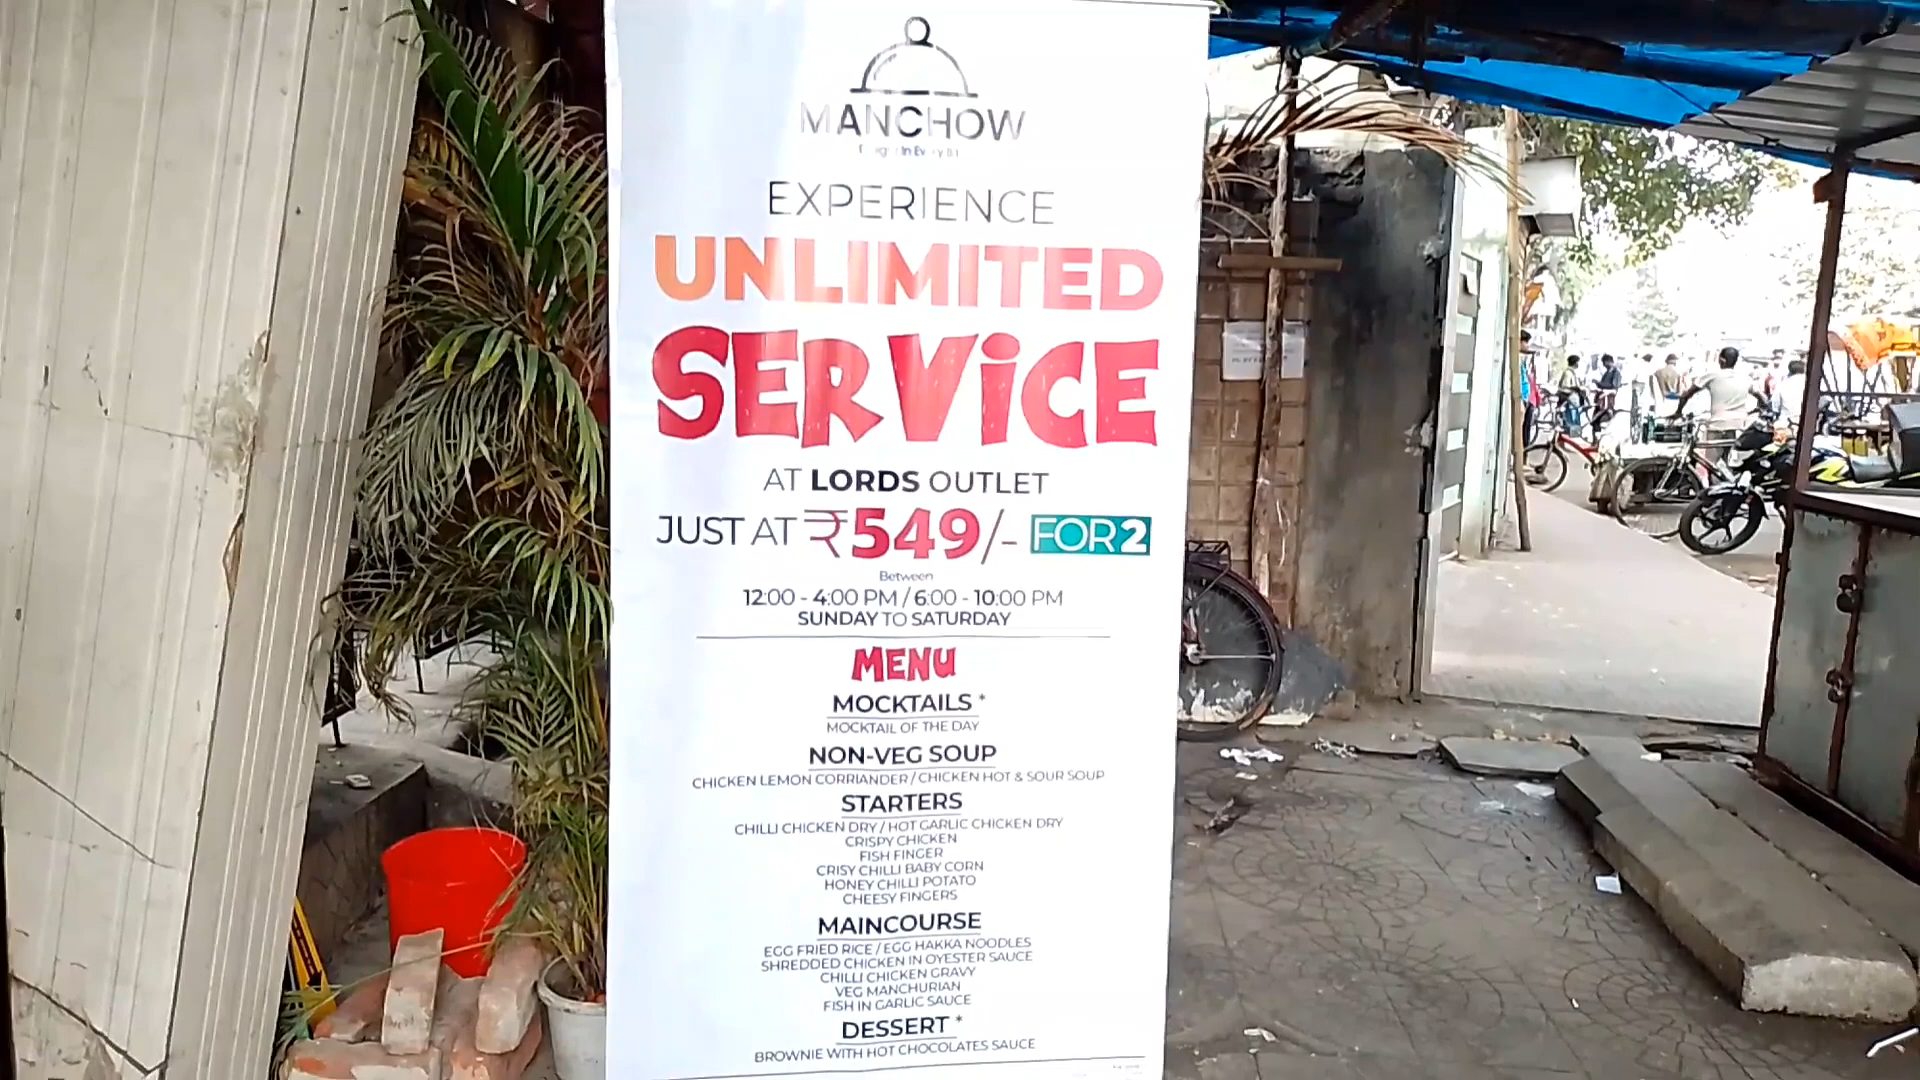 MANCHOW
EXPERIENCE
UNLIMITED
SERViCE
AT LORDS OUTLET
JUST AT ₹549/- FOR 2
Between
12:00 - 4:00 PM / 6:00 - 10:00 PM
SUNDAY TO SATURDAY
MENU
MOCKTAILS *
MOCKTAIL OF THE DAY
NON-VEG SOUP
CHICKEN LEMON CORRIANDER / CHICKEN HOT & SOUR SOUP
STARTERS
CHILLI CHICKEN DRY / HOT GARLIC CHICKEN DRY
CRISPY CHICKEN
FISH FINGER
CRISY CHILLI BABY CORN
HONEY CHILLI POTATO
CHEESY FINGERS
MAINCOURSE
EGG FRIED RICE / EGG HAKKA NOODLES
SHREDDED CHICKEN IN OYESTER SAUCE
CHILLI CHICKEN GRAVY
VEG MANCHURIAN
FISH IN GARLIC SAUCE
DESSERT *
BROWNIE WITH HOT CHOCOLATES SAUCE